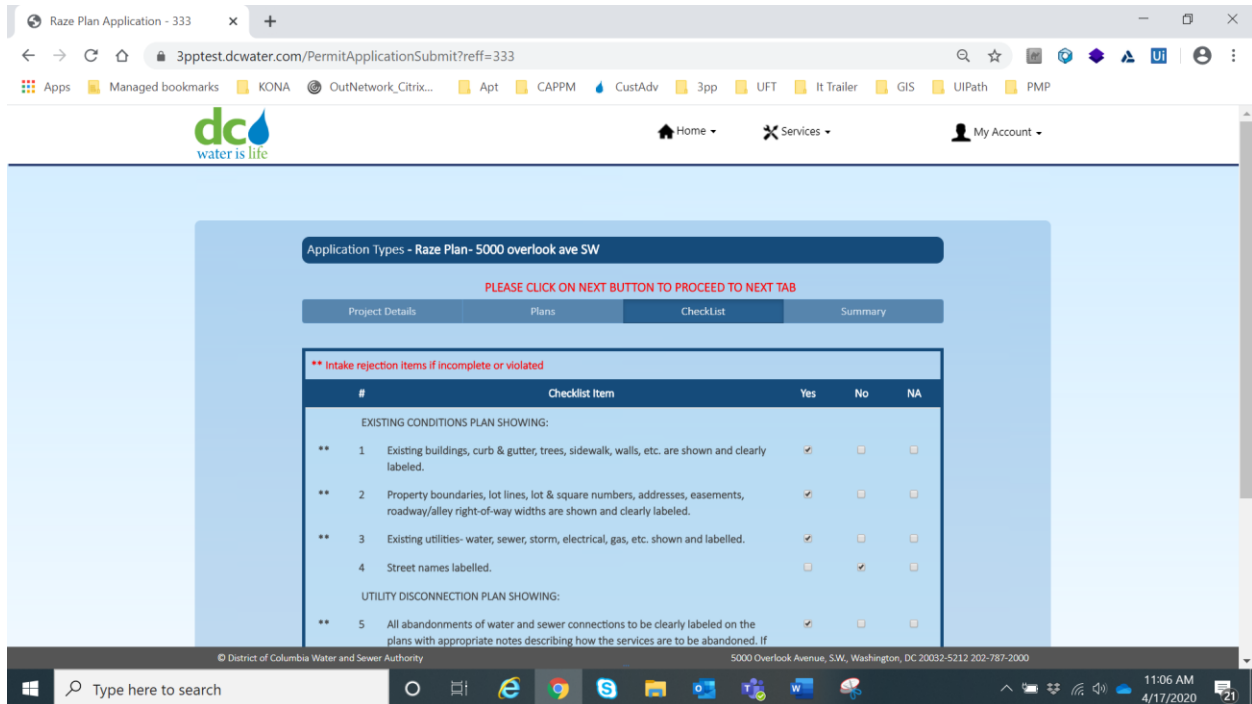 Raze Plan Application - 333
3pptest.dcwater.com/PermitApplicationSubmit?reff=333
Apps Managed bookmarks KONA OutNetwork_Citrix... Apt CAPPM CustAdv 3pp UFT It Trailer GIS UIPath PMP
dc
water is life
Home Services My Account
Application Types - Raze Plan- 5000 overlook ave SW
PLEASE CLICK ON NEXT BUTTON TO PROCEED TO NEXT TAB
Project Details Plans CheckList Summary
** Intake rejection items if incomplete or violated
# Checklist Item Yes No NA
EXISTING CONDITIONS PLAN SHOWING:
** 1 Existing buildings, curb & gutter, trees, sidewalk, walls, etc. are shown and clearly
labeled.
** 2 Property boundaries, lot lines, lot & square numbers, addresses, easements,
roadway/alley right-of-way widths are shown and clearly labeled.
** 3 Existing utilities- water, sewer, storm, electrical, gas, etc. shown and labelled.
4 Street names labelled.
UTILITY DISCONNECTION PLAN SHOWING:
** 5 All abandonments of water and sewer connections to be clearly labeled on the
plans with appropriate notes describing how the services are to be abandoned. If
© District of Columbia Water and Sewer Authority 5000 Overlook Avenue, S.W., Washington, DC 20032-5212 202-787-2000
Type here to search
11:06 AM
4/17/2020
21